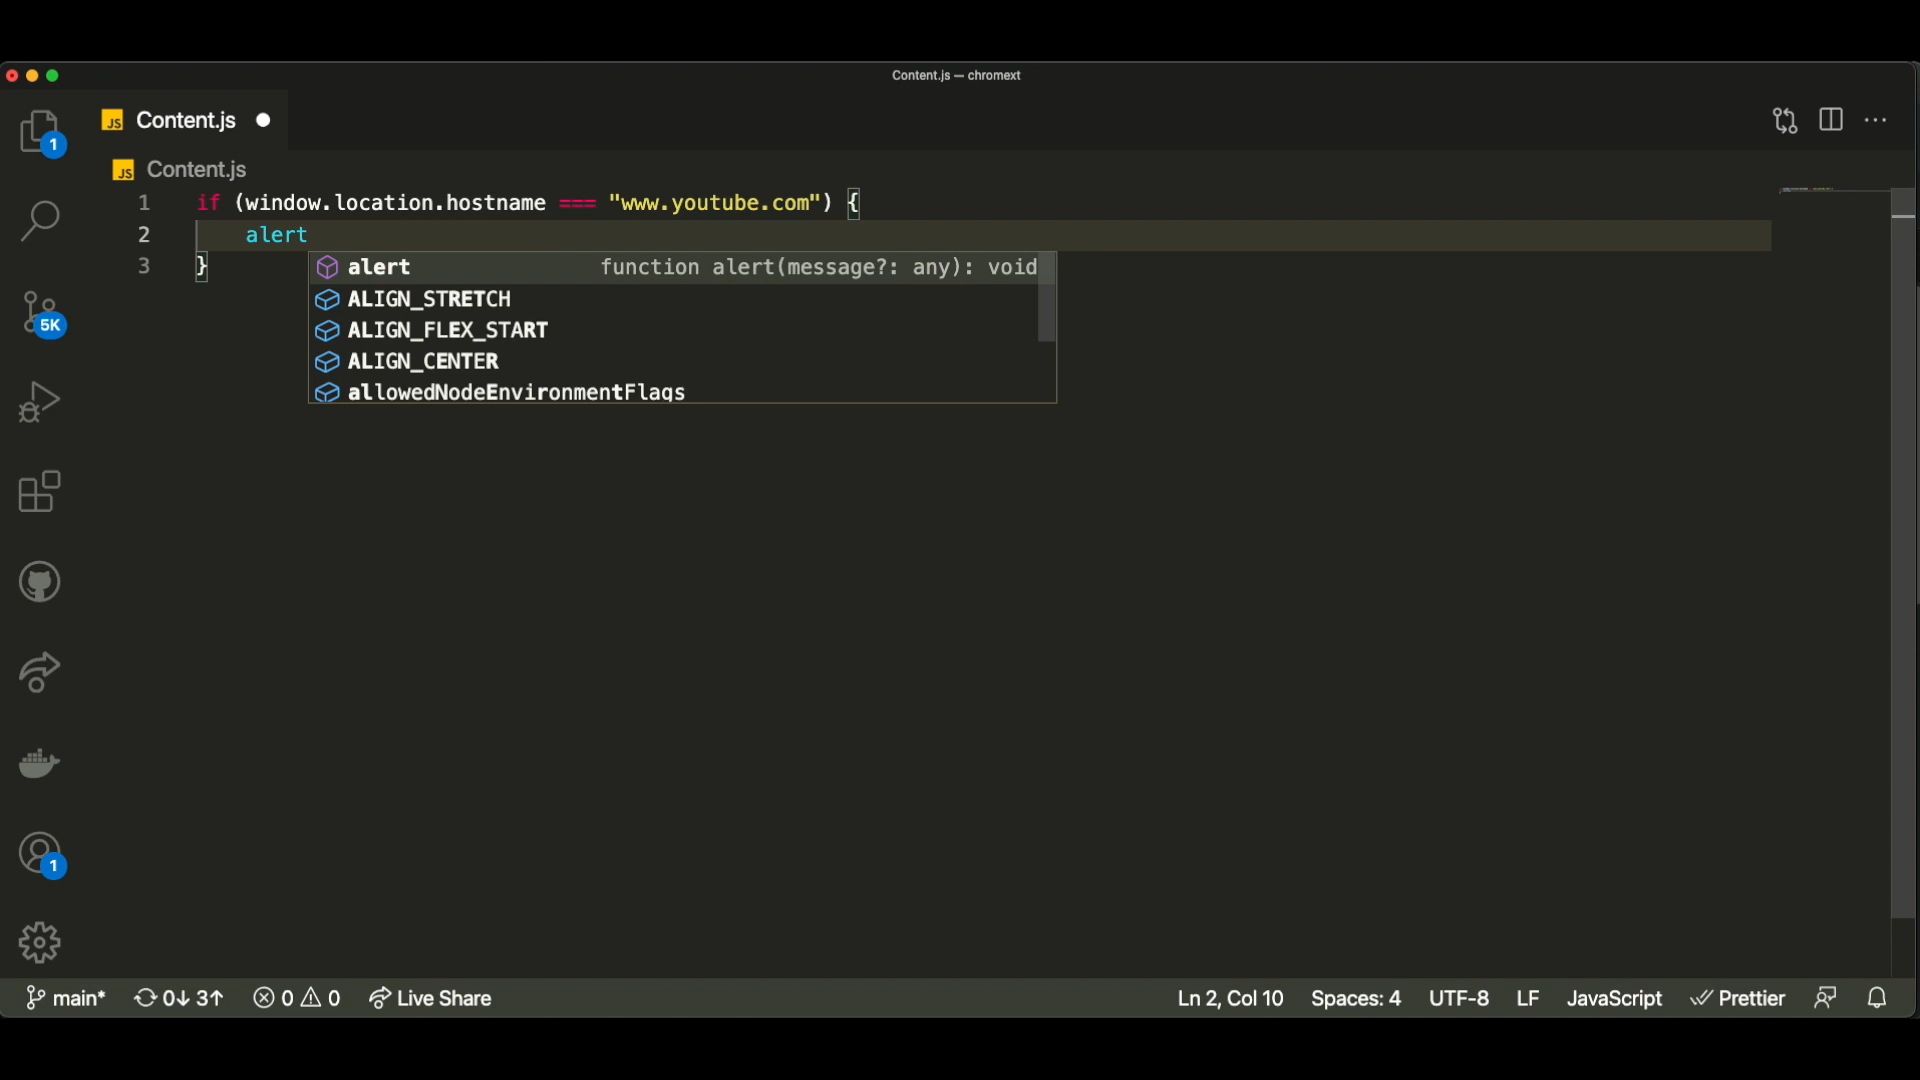 Content.js — chromext
JS Content.js
1
JS Content.js
1 if (window.location.hostname === "www.youtube.com") {
2 alert
3 }
alert function alert(message?: any): void
ALIGN_STRETCH
ALIGN_FLEX_START
ALIGN_CENTER
allowedNodeEnvironmentFlags
5K
1
main* 0↓ 3↑ 0 0 Live Share Ln 2, Col 10 Spaces: 4 UTF-8 LF JavaScript Prettier